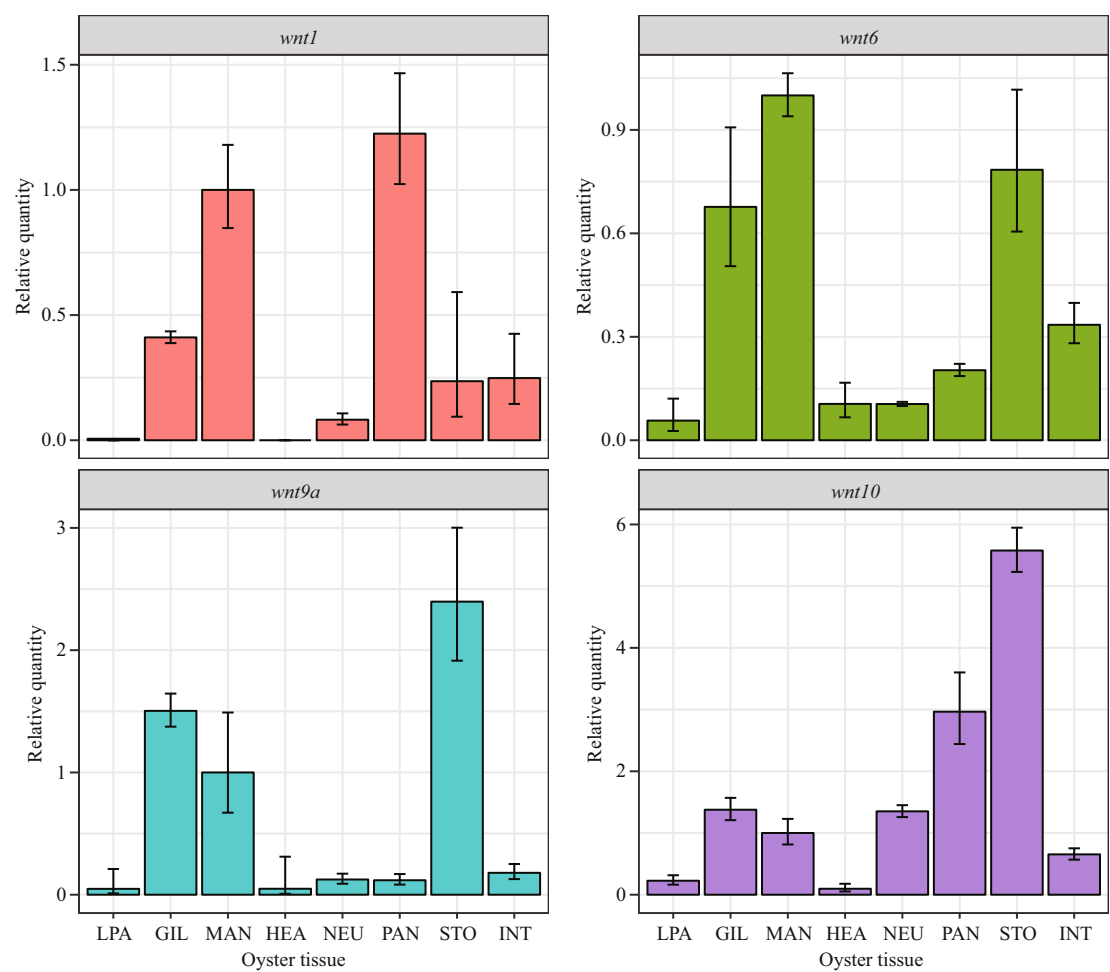 wnt1
1.5
1.0
0.5
0.0
Relative quantity
wnt6
0.9
0.6
0.3
0.0
Relative quantity
wnt9a
3
2
1
0
Relative quantity
LPA GIL MAN HEA NEU PAN STO INT
Oyster tissue
wnt10
6
4
2
0
Relative quantity
LPA GIL MAN HEA NEU PAN STO INT
Oyster tissue